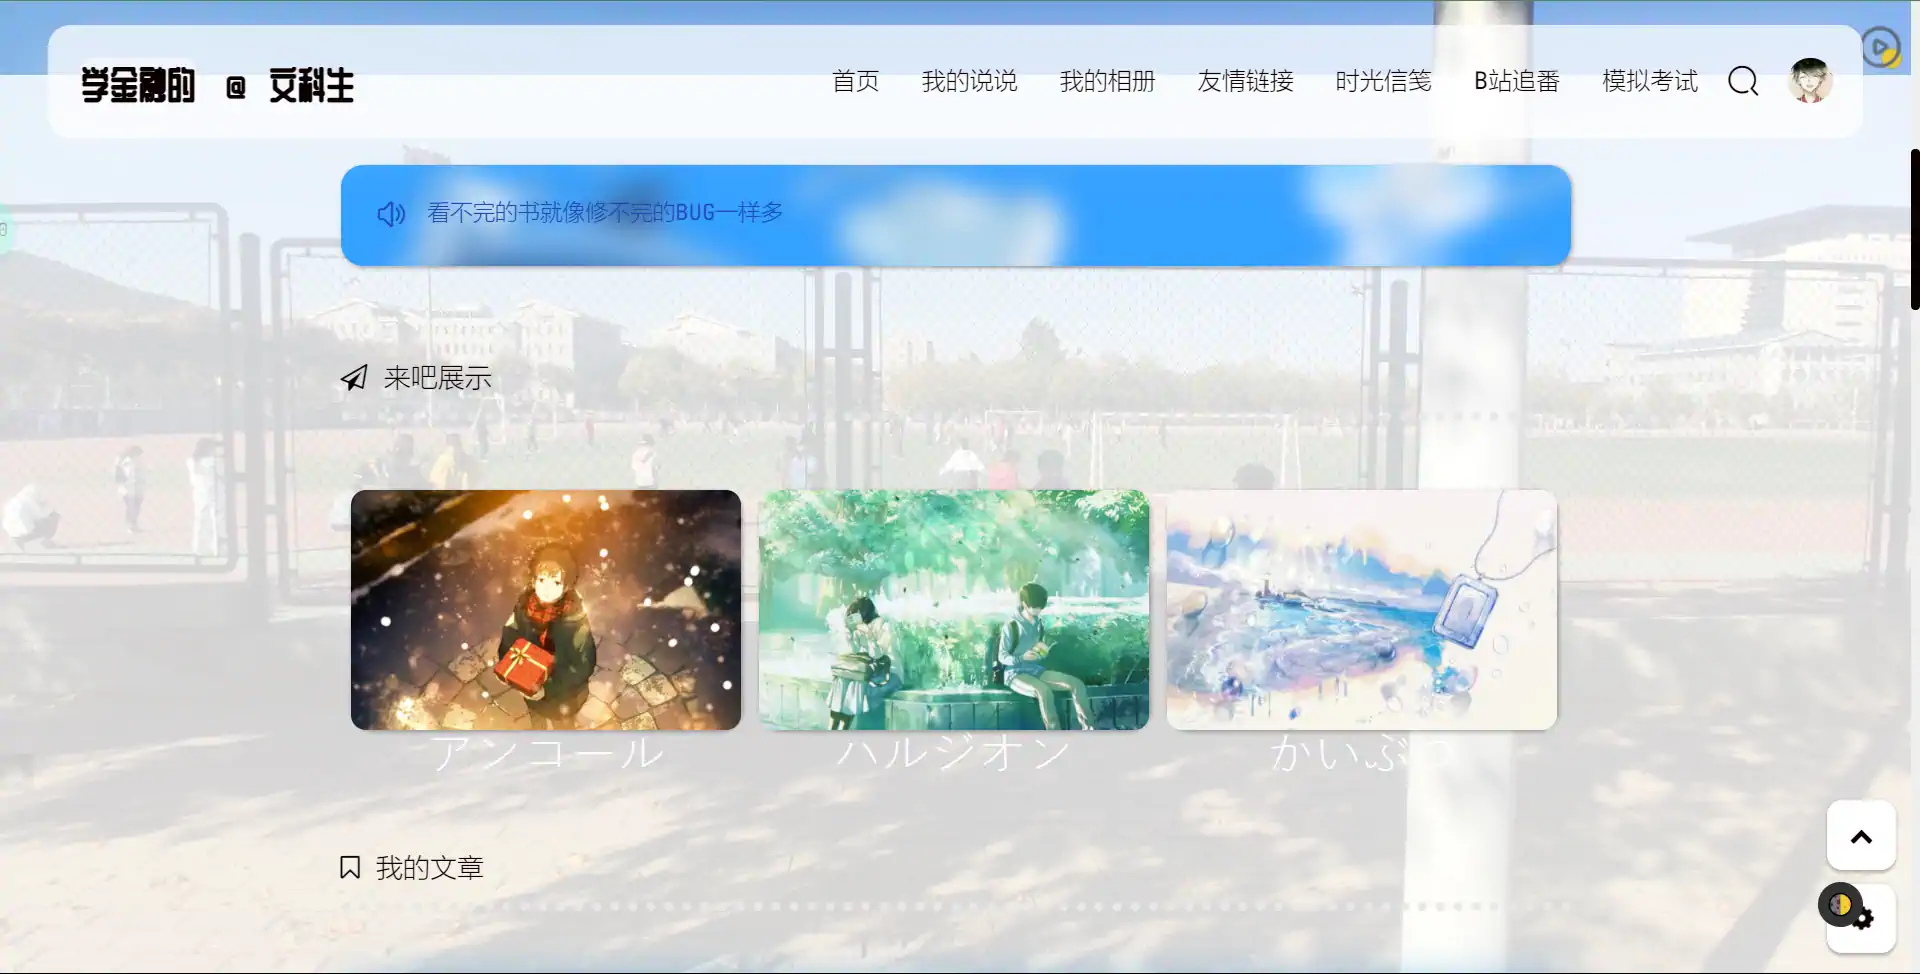 学金融的 @ 文科生
首页 我的说说 我的相册 友情链接 时光信笺 B站追番 模拟考试
看不完的书就像修不完的BUG一样多
来吧展示
アンコール ハルジオン かいぶつ
我的文章